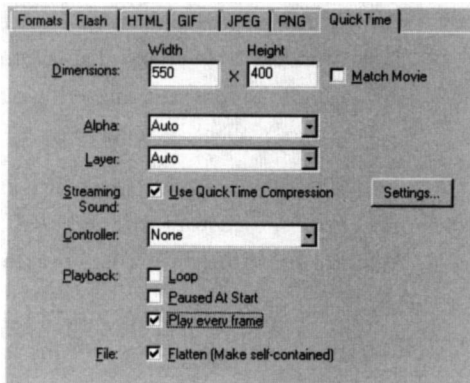 Formats Flash HTML GIF JPEG PNG QuickTime
Width Height
Dimensions: 550 × 400 Match Movie
Alpha: Auto
Layer: Auto
Streaming Sound: Use QuickTime Compression Settings...
Controller: None
Playback: Loop
Paused At Start
Play every frame
File: Flatten (Make self-contained)